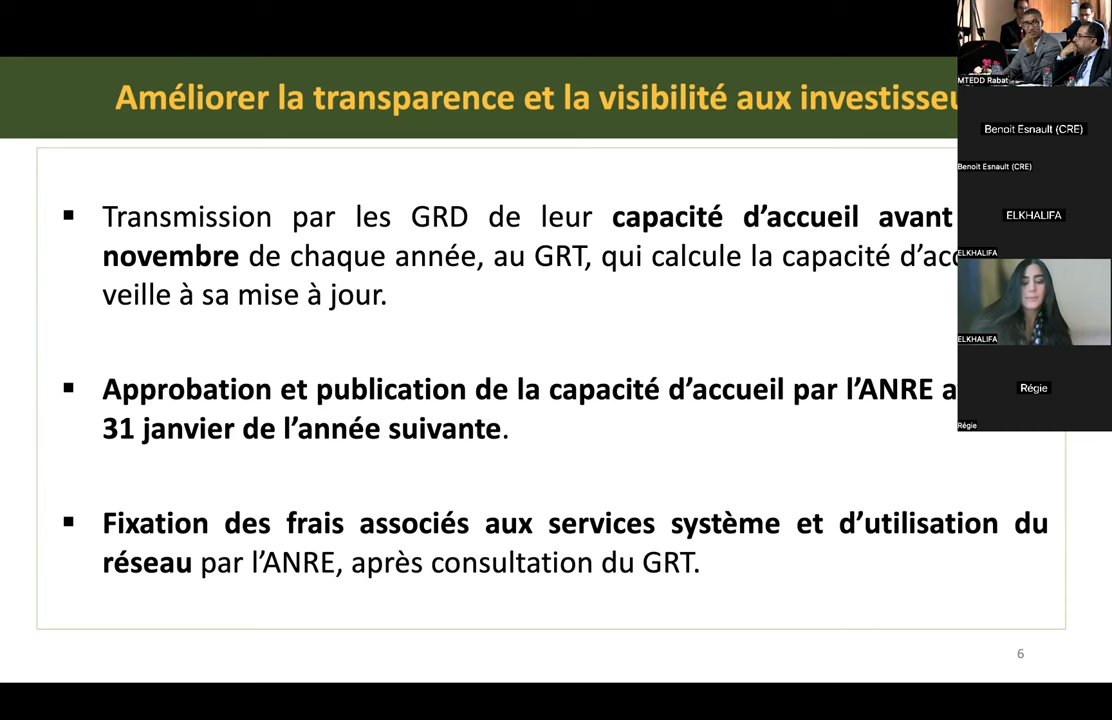 Améliorer la transparence et la visibilité aux
▪ Transmission par les GRD de leur capacité d’accueil avant
novembre de chaque année, au GRT, qui calcule la capacité
veille à sa mise à jour.
▪ Approbation et publication de la capacité d’accueil par l’ANRE
31 janvier de l’année suivante.
▪ Fixation des frais associés aux services système et d’utilisation du
réseau par l’ANRE, après consultation du GRT.
6
MTEDD Rabat
Benoit Esnault (CRE)
Benoit Esnault (CRE)
ELKHALIFA
ELKHALIFA
ELKHALIFA
Régie
Régie